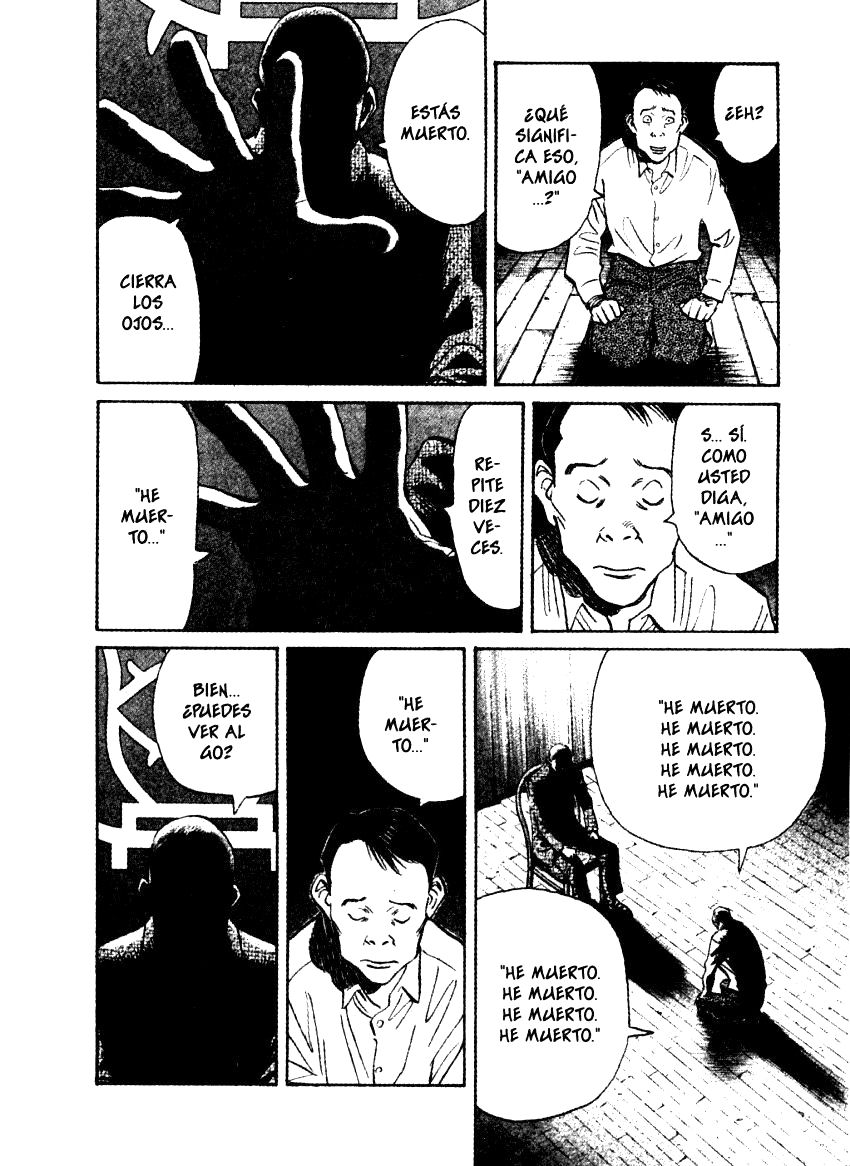 ¿EH?
¿QUÉ
SIGNIFI-
CA ESO,
"AMIGO
...?"
ESTÁS
MUERTO.
CIERRA
LOS
OJOS...
S... SÍ.
COMO
USTED
DIGA,
"AMIGO
..."
RE-
PITE
DIEZ
VE-
CES.
"HE
MUER-
TO..."
"HE MUERTO.
HE MUERTO.
HE MUERTO.
HE MUERTO.
HE MUERTO."
"HE MUERTO.
HE MUERTO.
HE MUERTO.
HE MUERTO."
"HE
MUER-
TO..."
BIEN...
¿PUEDES
VER AL
GO?